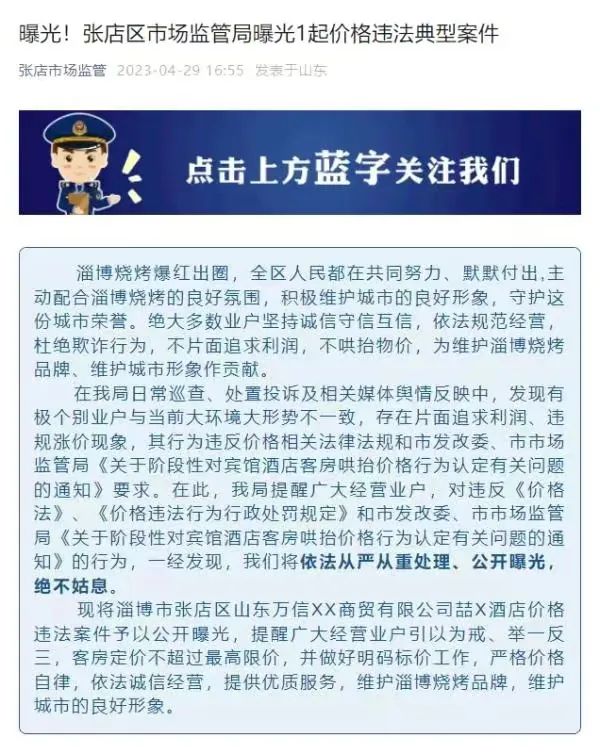 曝光！张店区市场监管局曝光1起价格违法典型案件
张店市场监管 2023-04-29 16:55 发表于山东
点击上方蓝字关注我们
淄博烧烤爆红出圈，全区人民都在共同努力、默默付出,主
动配合淄博烧烤的良好氛围，积极维护城市的良好形象，守护这
份城市荣誉。绝大多数业户坚持诚信守信互信，依法规范经营，
杜绝欺诈行为，不片面追求利润，不哄抬物价，为维护淄博烧烤
品牌、维护城市形象作贡献。
在我局日常巡查、处置投诉及相关媒体舆情反映中，发现有
极个别业户与当前大环境大形势不一致，存在片面追求利润、违
规涨价现象，其行为违反价格相关法律法规和市发改委、市市场
监管局《关于阶段性对宾馆酒店客房哄抬价格行为认定有关问题
的通知》要求。在此，我局提醒广大经营业户，对违反《价格
法》、《价格违法行为行政处罚规定》和市发改委、市市场监管
局《关于阶段性对宾馆酒店客房哄抬价格行为认定有关问题的通
知》的行为，一经发现，我们将依法从严从重处理、公开曝光，
绝不姑息。
现将淄博市张店区山东万信XX商贸有限公司喆X酒店价格
违法案件予以公开曝光，提醒广大经营业户引以为戒、举一反
三，客房定价不超过最高限价，并做好明码标价工作，严格价格
自律，依法诚信经营，提供优质服务，维护淄博烧烤品牌，维护
城市的良好形象。